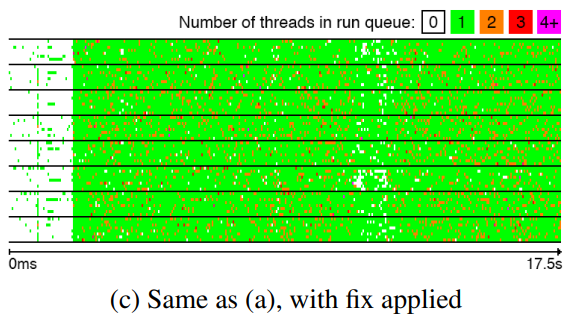 Number of threads in run queue: 0 1 2 3 4+
0ms 17.5s
(c) Same as (a), with fix applied